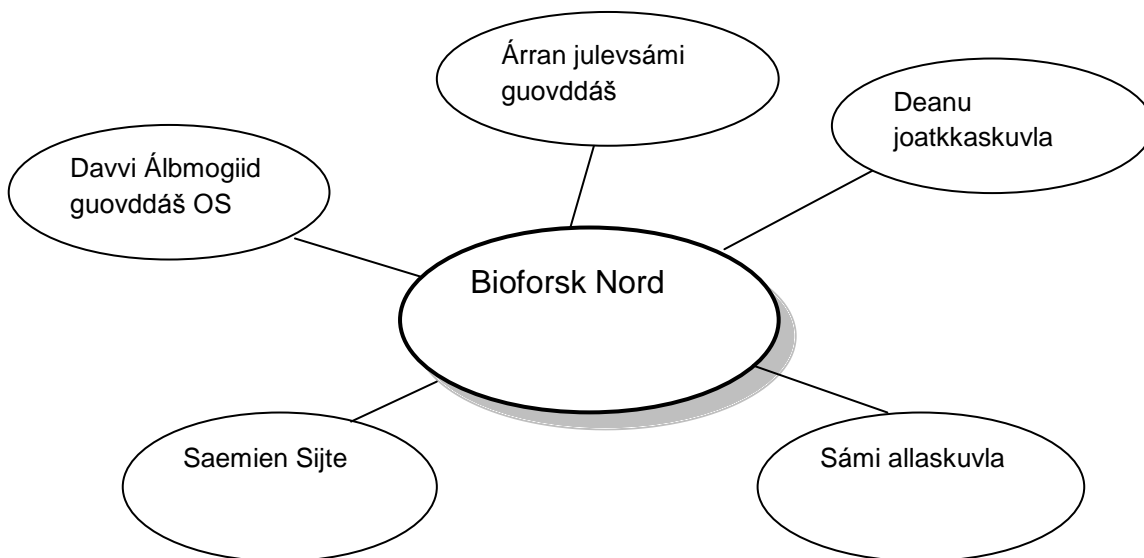 Árran julevsámi
guovddáš
Deanu
joatkkaskuvla
Davvi Álbmogiid
guovddáš OS
Bioforsk Nord
Saemien Sijte
Sámi allaskuvla